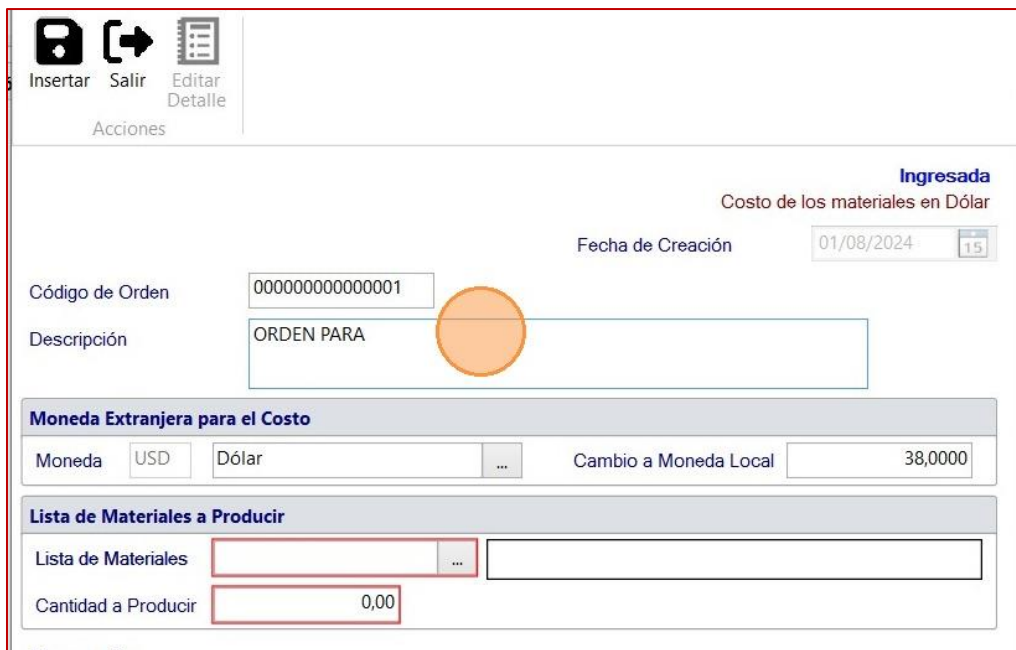 Insertar Salir Editar Detalle
Acciones
Ingresada
Costo de los materiales en Dólar
Fecha de Creación 01/08/2024 15
Código de Orden 000000000000001
Descripción ORDEN PARA
Moneda Extranjera para el Costo
Moneda USD Dólar ... Cambio a Moneda Local 38,0000
Lista de Materiales a Producir
Lista de Materiales ...
Cantidad a Producir 0,00